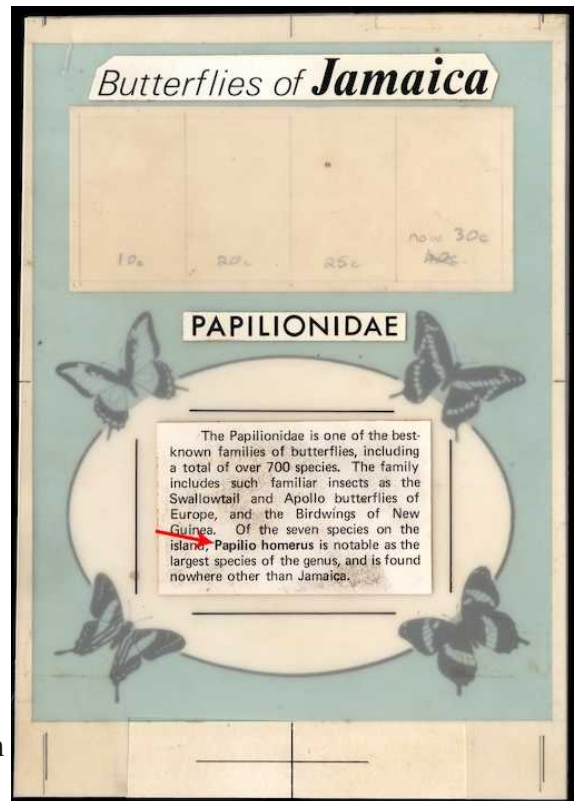 Butterflies of Jamaica
10c 20c 25c now 30c
PAPILIONIDAE
The Papilionidae is one of the best-
known families of butterflies, including
a total of over 700 species. The family
includes such familiar insects as the
Swallowtail and Apollo butterflies of
Europe, and the Birdwings of New
Guinea. Of the seven species on the
island, Papilio homerus is notable as the
largest species of the genus, and is found
nowhere other than Jamaica.